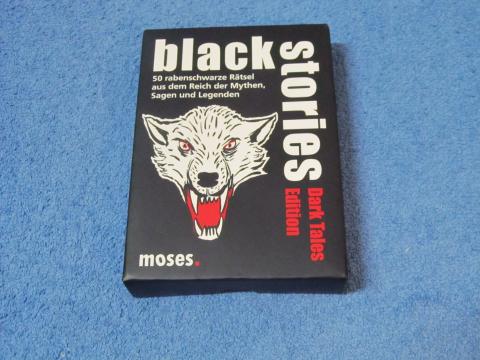 black
stories
50 rabenschwarze Rätsel
aus dem Reich der Mythen,
Sagen und Legenden
Dark Tales
Edition
moses.